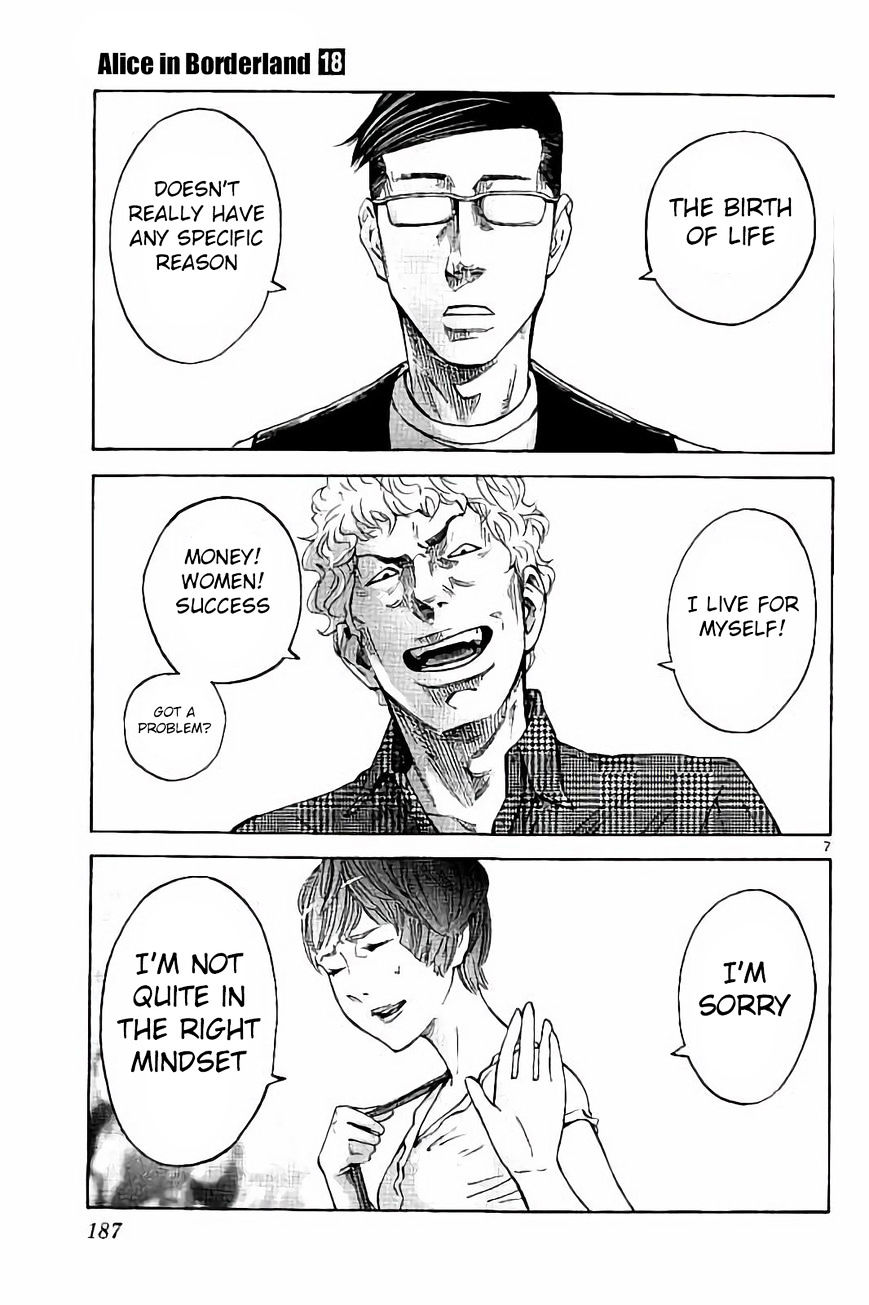 Alice in Borderland 18
THE BIRTH
OF LIFE
DOESN'T
REALLY HAVE
ANY SPECIFIC
REASON
I LIVE FOR
MYSELF!
MONEY!
WOMEN!
SUCCESS
GOT A
PROBLEM?
7
I'M
SORRY
I'M NOT
QUITE IN
THE RIGHT
MINDSET
187